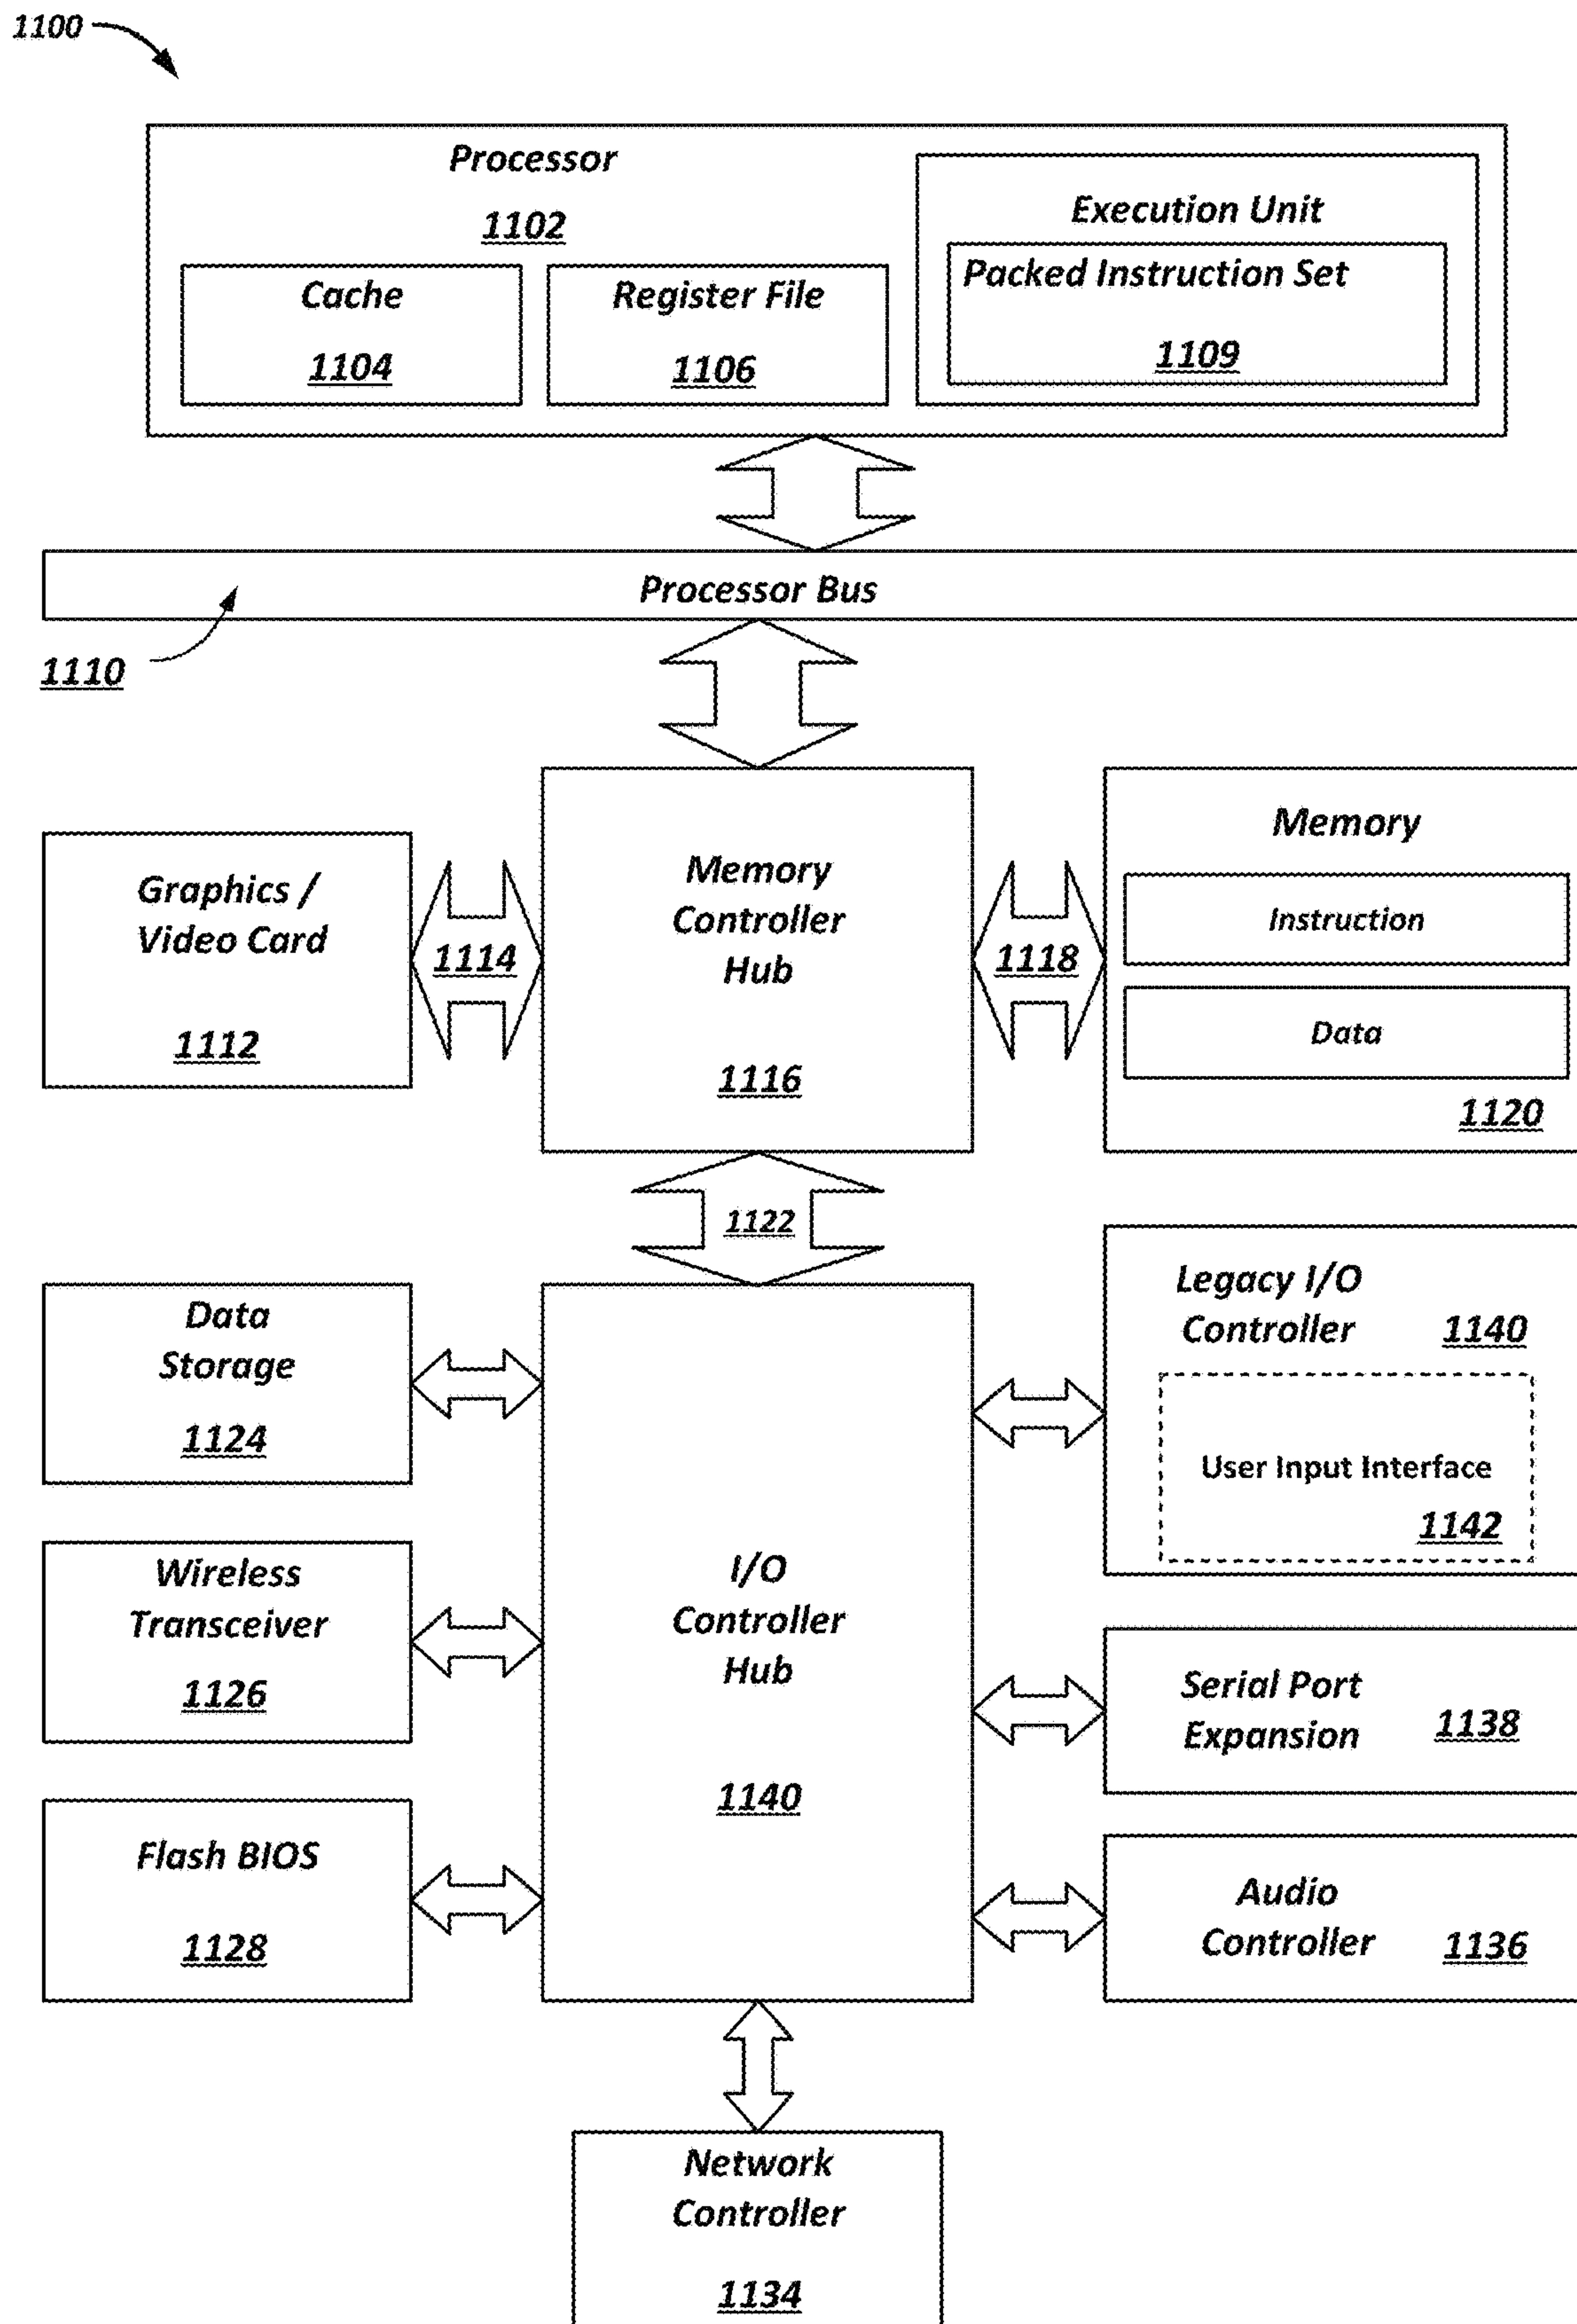 1100
Processor
1102
Execution Unit
Packed Instruction Set
1109
Cache
1104
Register File
1106
Processor Bus
1110
Graphics /
Video Card
1112
1114
Memory
Controller
Hub
1116
1118
Memory
Instruction
Data
1120
1122
Data
Storage
1124
Legacy I/O
Controller
1140
User Input Interface
1142
Wireless
Transceiver
1126
I/O
Controller
Hub
1140
Serial Port
Expansion
1138
Flash BIOS
1128
Audio
Controller
1136
Network
Controller
1134